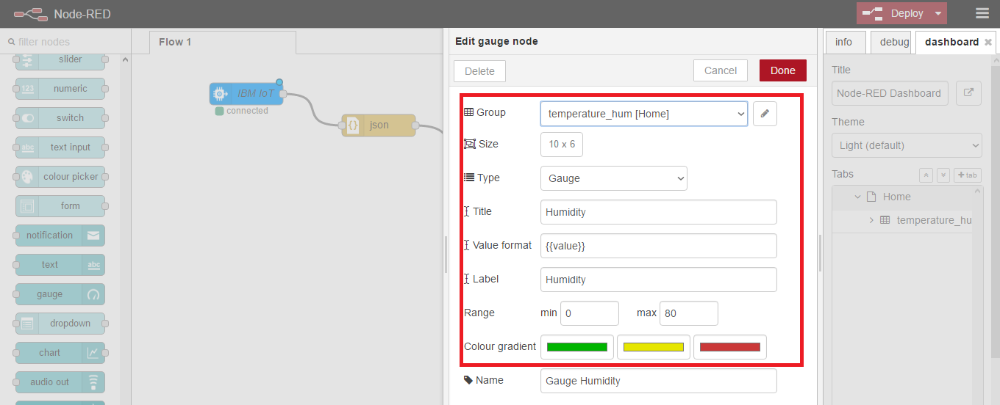 Node-RED
Deploy
filter nodes
slider
123 numeric
switch
abc text input
colour picker
form
notification
text abc
gauge
dropdown
chart
audio out
Flow 1
IBM IoT
connected
{} json
Edit gauge node
Delete
Cancel
Done
Group temperature_hum [Home]
Size 10 x 6
Type Gauge
Title Humidity
Value format {{value}}
Label Humidity
Range min 0 max 80
Colour gradient
Name Gauge Humidity
info
debug
dashboard
Title
Node-RED Dashboard
Theme
Light (default)
Tabs
+ tab
Home
temperature_hu